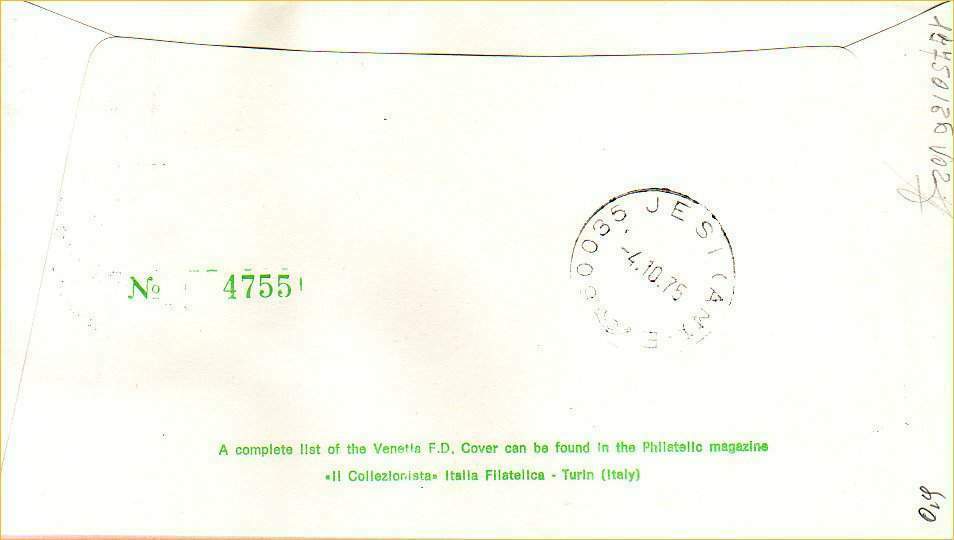 60035 JESI (AN)
-4.10.75
No 4755
A complete list of the Venetia F.D. Cover can be found in the Philatelic magazine
«Il Collezionista» Italia Filatelica - Turin (Italy)